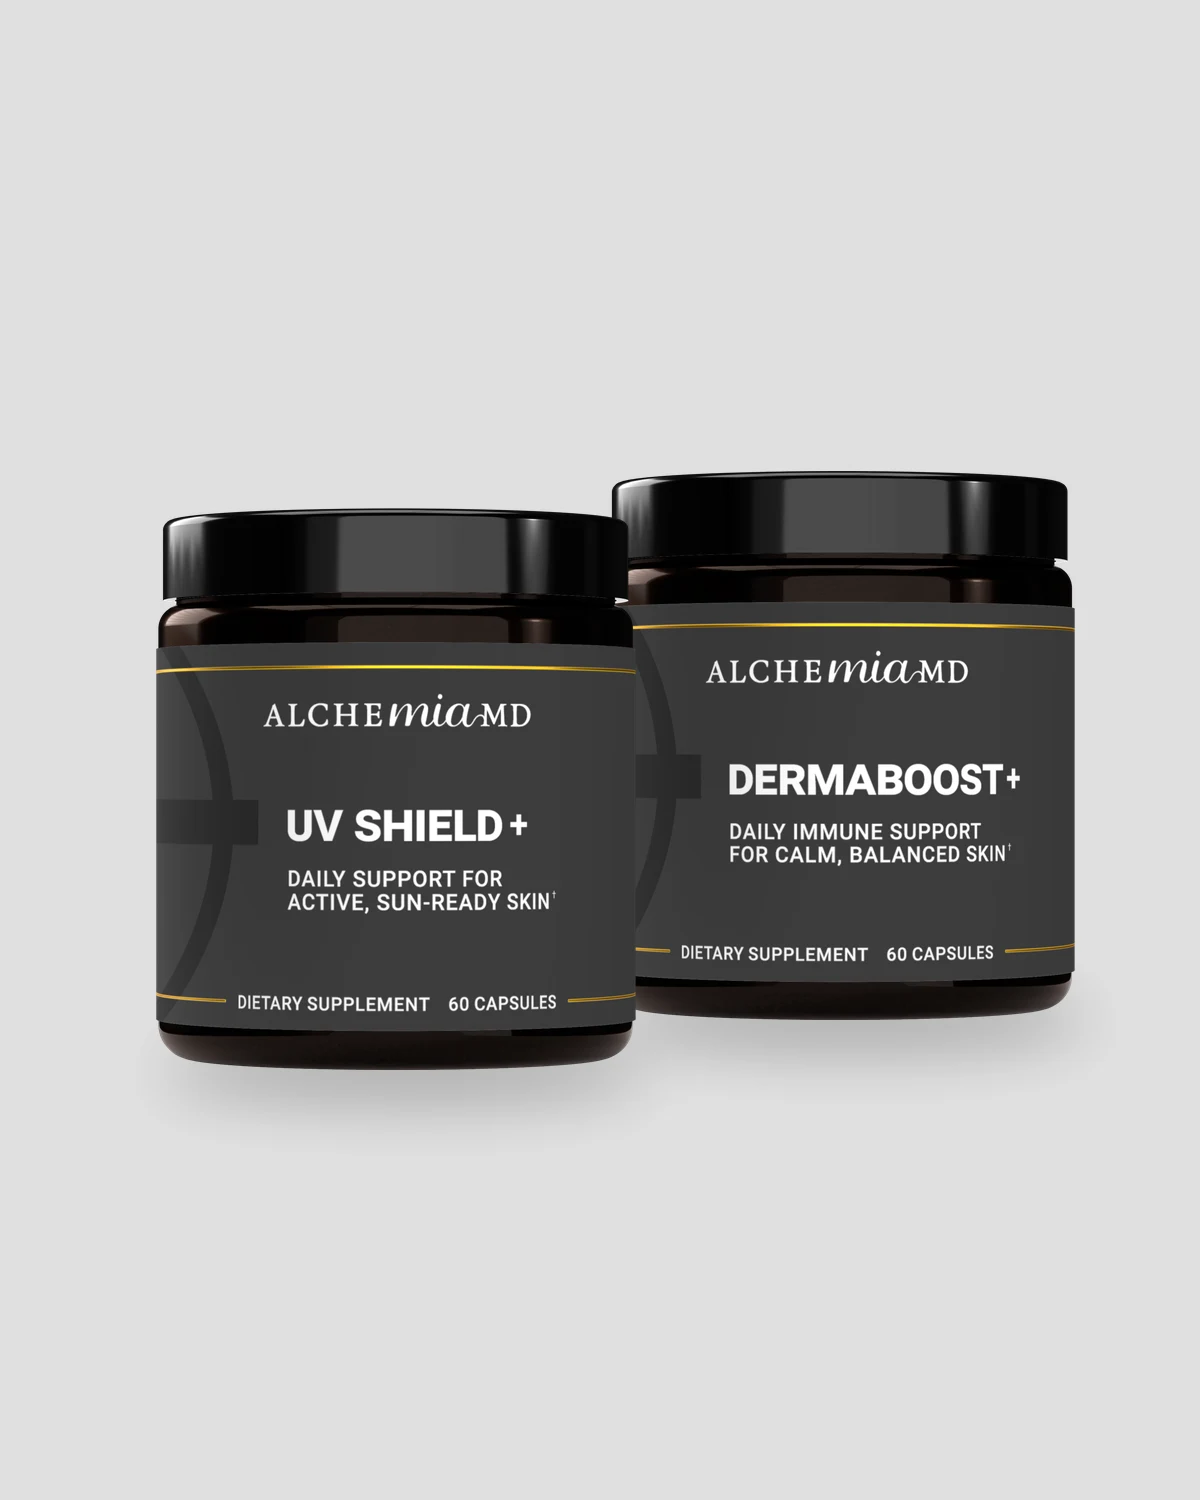 ALCHEmiaMD
UV SHIELD+
DAILY SUPPORT FOR
ACTIVE, SUN-READY SKIN†
DIETARY SUPPLEMENT 60 CAPSULES
ALCHEmiaMD
DERMABOOST+
DAILY IMMUNE SUPPORT
FOR CALM, BALANCED SKIN†
DIETARY SUPPLEMENT 60 CAPSULES